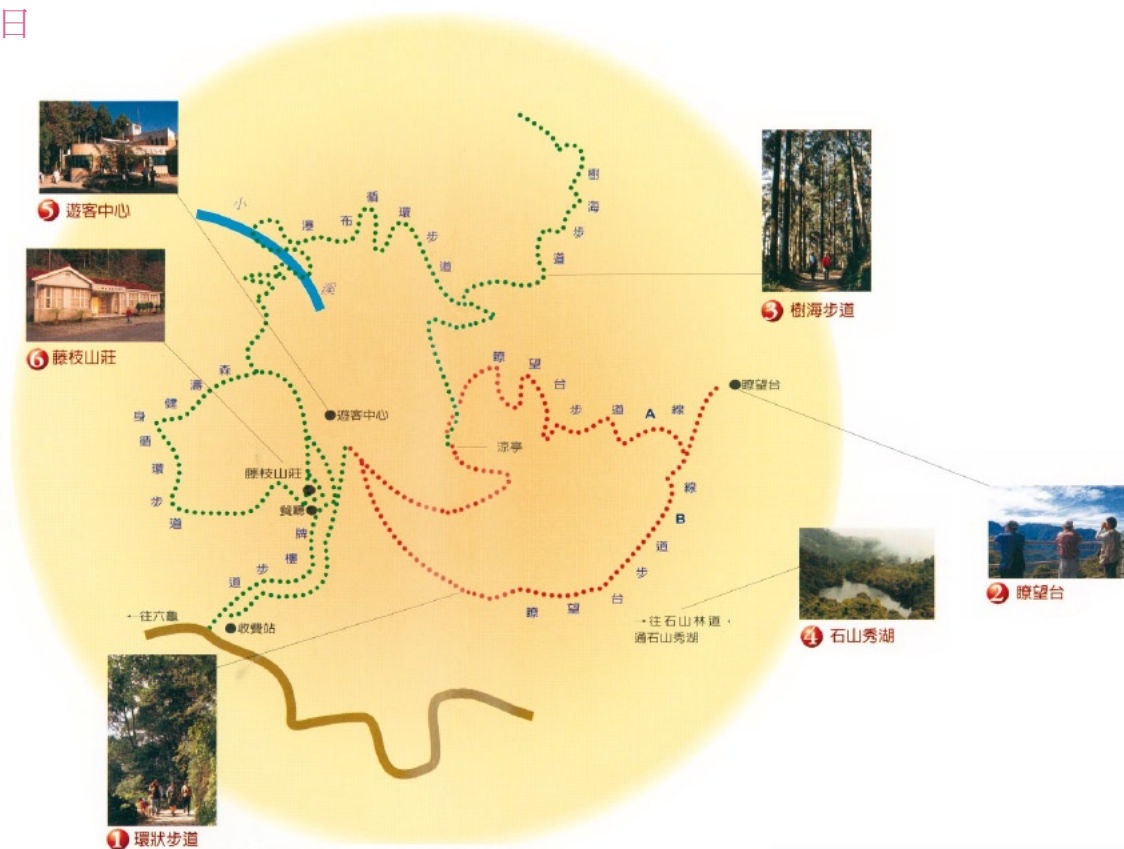 日
5 遊客中心
小溪
瀑布循環步道
樹海步道
3 樹海步道
6 藤枝山莊
森濤健身循環步道
遊客中心
瞭望台步道A線
瞭望台
涼亭
藤枝山莊
餐廳
牌樓步道
瞭望台步道B線
2 瞭望台
←往六龜
收費站
→往石山林道，
通石山秀湖
4 石山秀湖
1 環狀步道